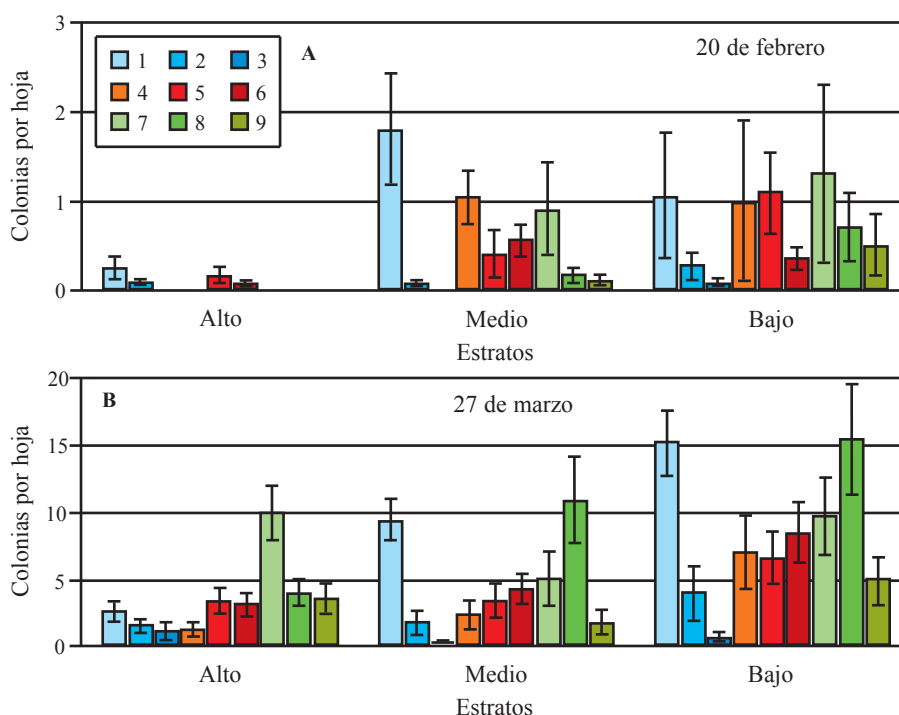 A
20 de febrero
3
2
1
0
Colonias por hoja
1 2 3
4 5 6
7 8 9
Alto Medio Bajo
Estratos
B
27 de marzo
20
15
10
5
0
Colonias por hoja
Alto Medio Bajo
Estratos